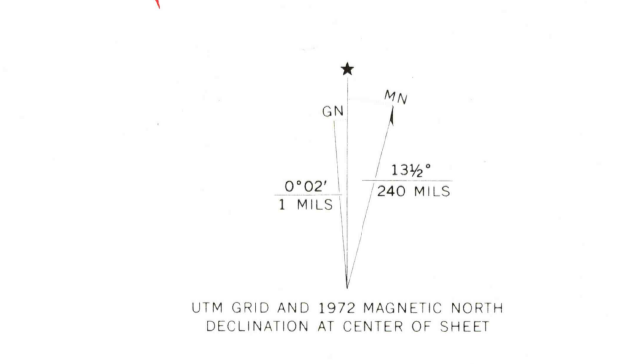 ★
GN
MN
13½°
240 MILS
0°02'
1 MILS
UTM GRID AND 1972 MAGNETIC NORTH
DECLINATION AT CENTER OF SHEET